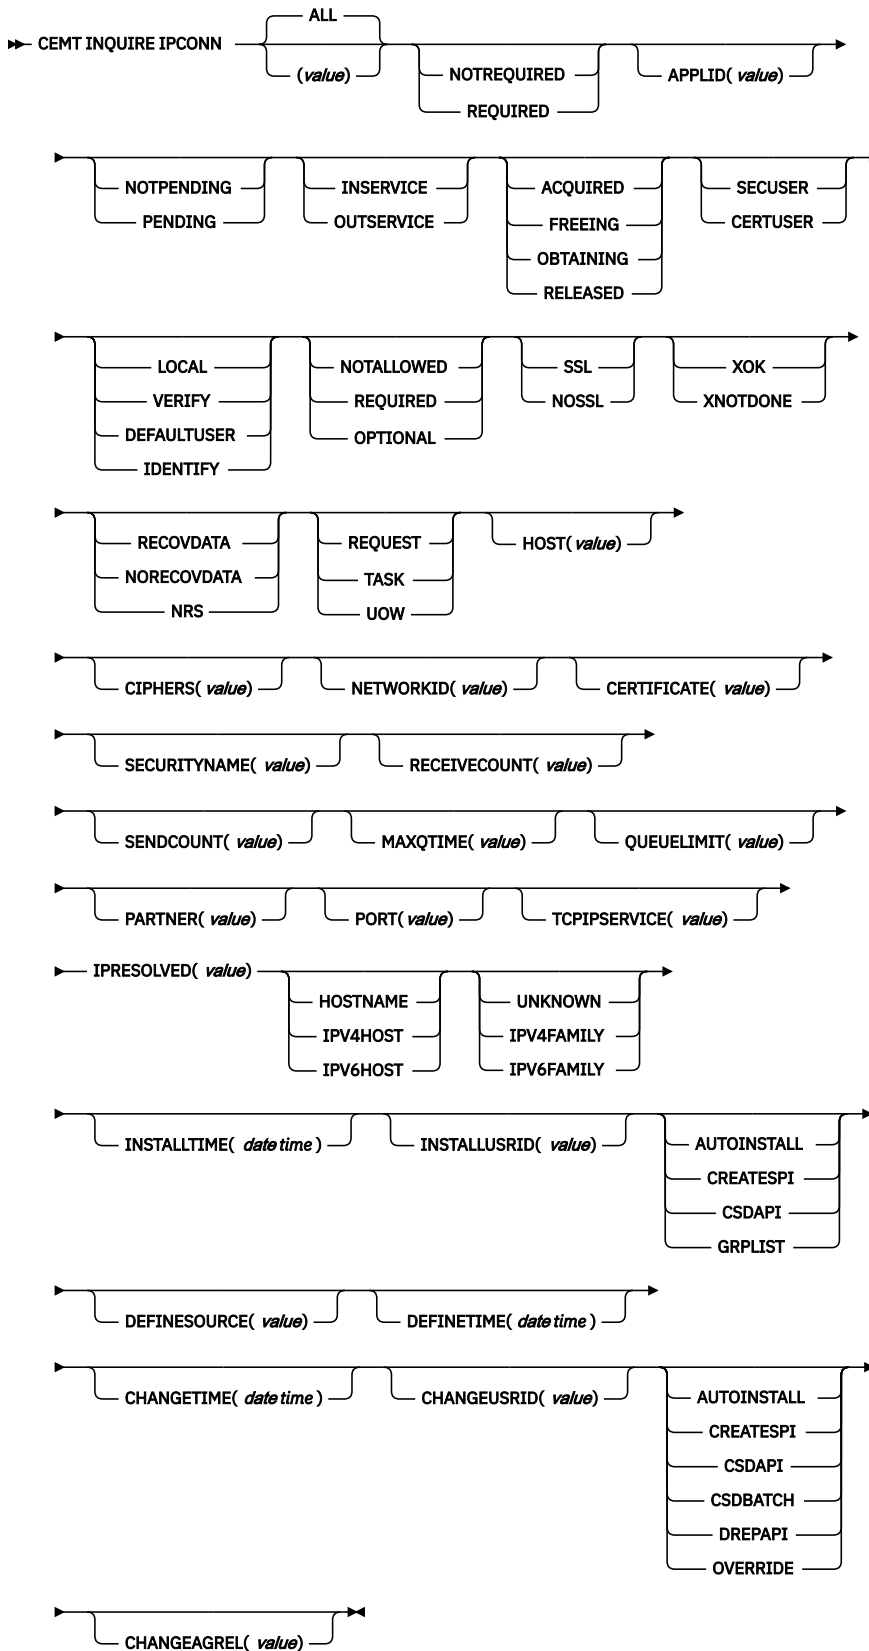 ALL
CEMT INQUIRE IPCONN
(value)
NOTREQUIRED
APPLID( value)
REQUIRED
NOTPENDING
INSERVICE
ACQUIRED
SECUSER
PENDING
OUTSERVICE
FREEING
CERTUSER
OBTAINING
RELEASED
LOCAL
NOTALLOWED
SSL
XOK
VERIFY
REQUIRED
NOSSL
XNOTDONE
DEFAULTUSER
OPTIONAL
IDENTIFY
RECOVDATA
REQUEST
HOST(value)
NORECOVDATA
TASK
NRS
UOW
CIPHERS( value)
NETWORKID( value)
CERTIFICATE( value)
SECURITYNAME( value)
RECEIVECOUNT( value)
SENDCOUNT( value)
MAXQTIME( value)
QUEUELIMIT( value)
PARTNER( value)
PORT(value)
TCPIPSERVICE( value)
IPRESOLVED( value)
HOSTNAME
UNKNOWN
IPV4HOST
IPV4FAMILY
IPV6HOST
IPV6FAMILY
INSTALLTIME( date time )
INSTALLUSRID( value)
AUTOINSTALL
CREATESPI
CSDAPI
GRPLIST
DEFINESOURCE( value)
DEFINETIME( date time )
CHANGETIME( date time )
CHANGEUSRID( value)
AUTOINSTALL
CREATESPI
CSDAPI
CSDBATCH
DREPAPI
OVERRIDE
CHANGEAGREL( value)